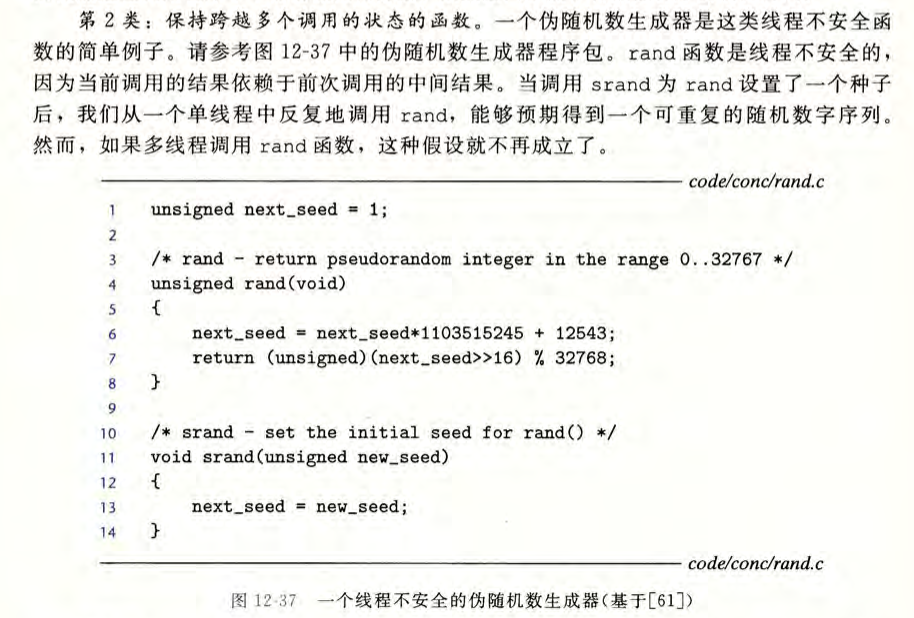 第 2 类：保持跨越多个调用的状态的函数。一个伪随机数生成器是这类线程不安全函
数的简单例子。请参考图 12-37 中的伪随机数生成器程序包。rand 函数是线程不安全的，
因为当前调用的结果依赖于前次调用的中间结果。当调用 srand 为 rand 设置了一个种子
后，我们从一个单线程中反复地调用 rand，能够预期得到一个可重复的随机数字序列。
然而，如果多线程调用 rand 函数，这种假设就不再成立了。
code/conc/rand.c
1 unsigned next_seed = 1;
2
3 /* rand - return pseudorandom integer in the range 0..32767 */
4 unsigned rand(void)
5 {
6     next_seed = next_seed*1103515245 + 12543;
7     return (unsigned)(next_seed>>16) % 32768;
8 }
9
10 /* srand - set the initial seed for rand() */
11 void srand(unsigned new_seed)
12 {
13     next_seed = new_seed;
14 }
code/conc/rand.c
图 12-37 一个线程不安全的伪随机数生成器(基于[61])